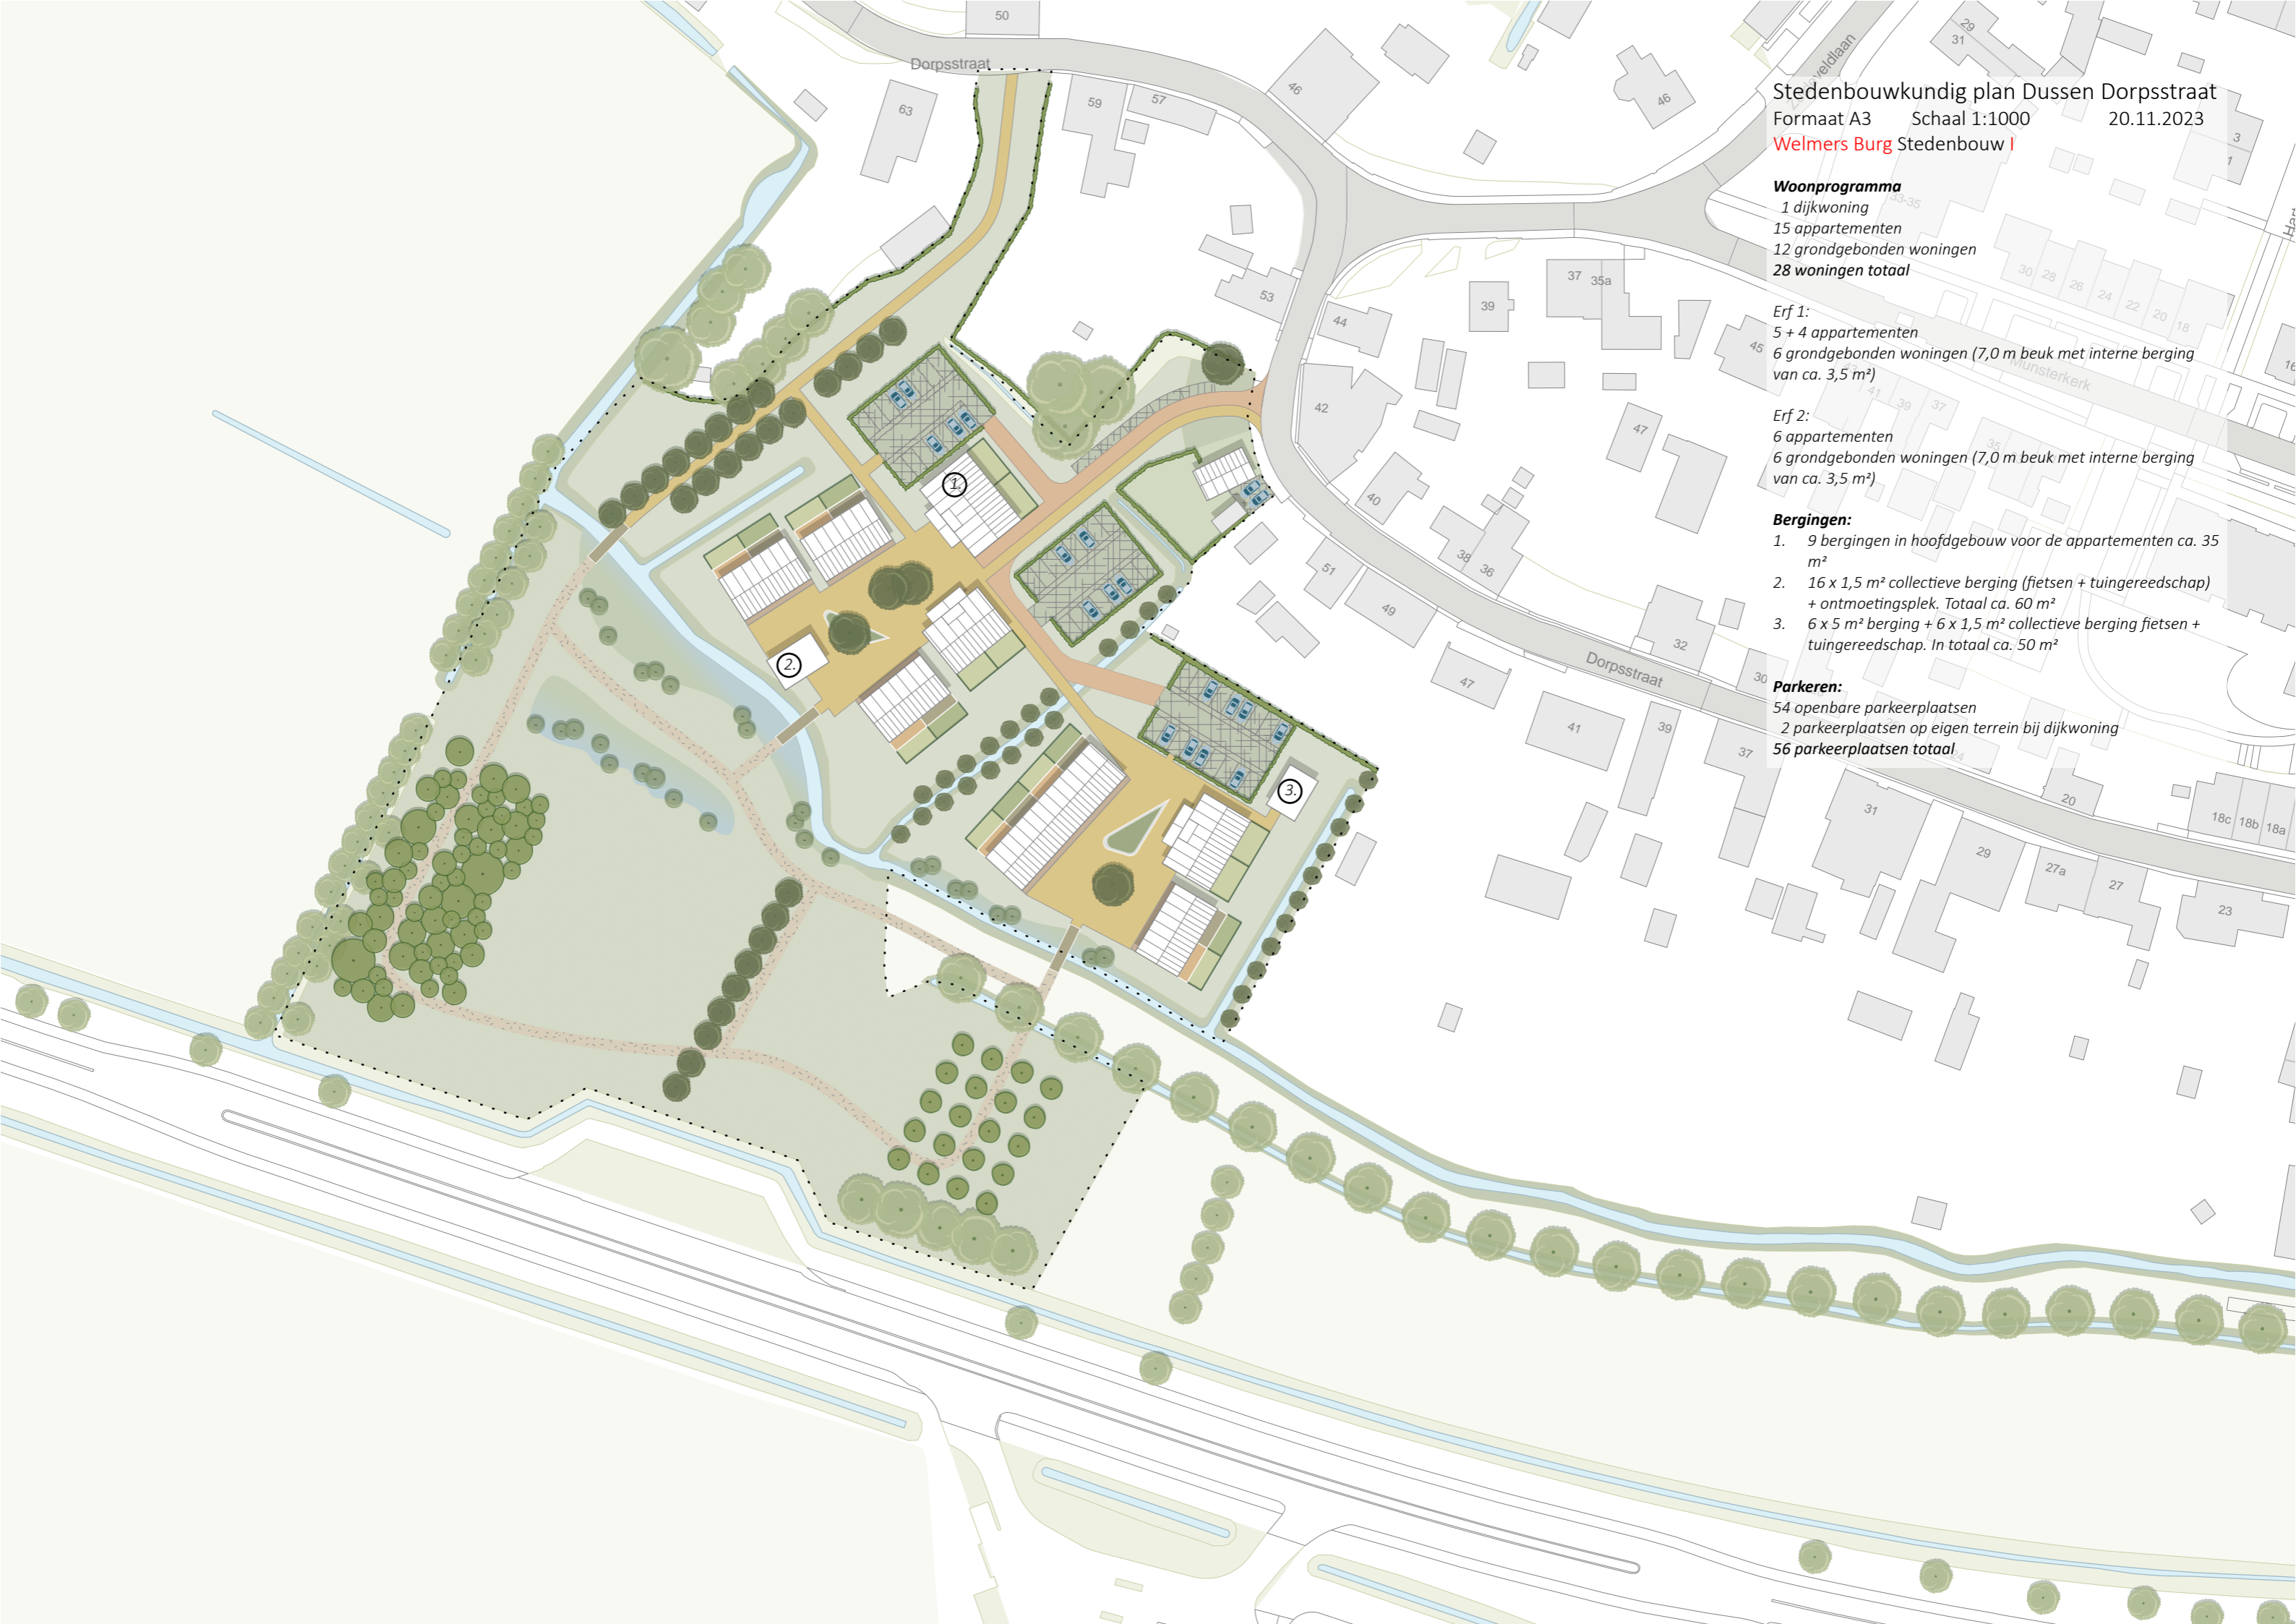 Stedenbouwkundig plan Dussen Dorpsstraat
Formaat A3 Schaal 1:1000 20.11.2023
Welmers Burg Stedenbouw I
Woonprogramma
1 dijkwoning
15 appartementen
12 grondgebonden woningen
28 woningen totaal
Erf 1:
5 + 4 appartementen
6 grondgebonden woningen (7,0 m beuk met interne berging
van ca. 3,5 m²)
Erf 2:
6 appartementen
6 grondgebonden woningen (7,0 m beuk met interne berging
van ca. 3,5 m²)
Bergingen:
1. 9 bergingen in hoofdgebouw voor de appartementen ca. 35
m²
2. 16 x 1,5 m² collectieve berging (fietsen + tuingereedschap)
+ ontmoetingsplek. Totaal ca. 60 m²
3. 6 x 5 m² berging + 6 x 1,5 m² collectieve berging fietsen +
tuingereedschap. In totaal ca. 50 m²
Parkeren:
54 openbare parkeerplaatsen
2 parkeerplaatsen op eigen terrein bij dijkwoning
56 parkeerplaatsen totaal
50
Dorpsstraat
63
59
57
46
46
29
31
3
1
33-35
53
44
39
37
35a
45
30
28
26
24
22
20
18
Munsterkerk
41
39
37
35
42
47
40
38
36
51
49
32
30
Dorpsstraat
47
41
39
37
31
20
18c
18b
18a
29
27a
27
23
1.
2.
3.